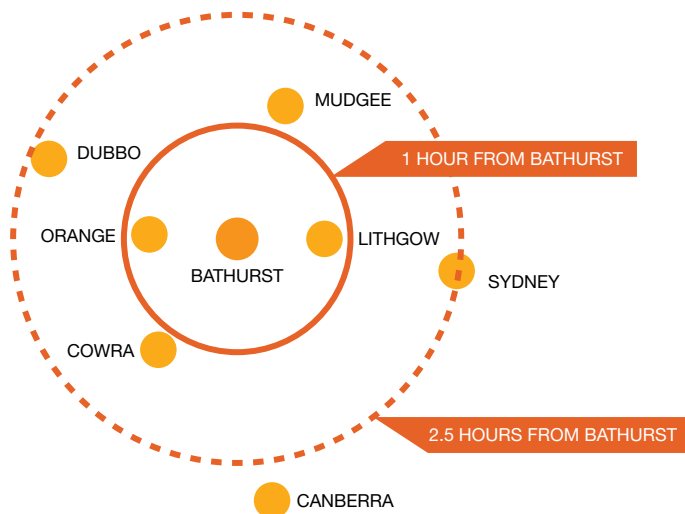 MUDGEE
DUBBO
1 HOUR FROM BATHURST
ORANGE
LITHGOW
BATHURST
SYDNEY
COWRA
2.5 HOURS FROM BATHURST
CANBERRA